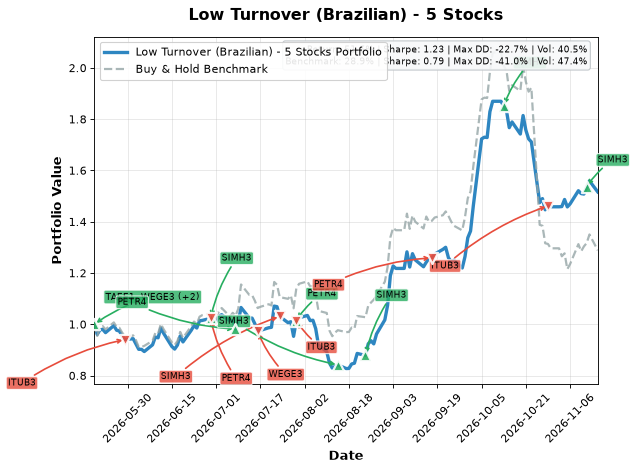 Low Turnover (Brazilian) - 5 Stocks
Low Turnover (Brazilian) - 5 Stocks Portfolio
Buy & Hold Benchmark
Sharpe: 1.23 | Max DD: -22.7% | Vol: 40.5%
Benchmark: 28.9% | Sharpe: 0.79 | Max DD: -41.0% | Vol: 47.4%
Portfolio Value
2.0
1.8
1.6
1.4
1.2
1.0
0.8
SIMH3
SIMH3
PETR4
ITUB3
WEGE3 (+2)
PETR4
PETR4
SIMH3
SIMH3
ITUB3
ITUB3
SIMH3
PETR4
WEGE3
2026-05-30
2026-06-15
2026-07-01
2026-07-17
2026-08-02
2026-08-18
2026-09-03
2026-09-19
2026-10-05
2026-10-21
2026-11-06
Date